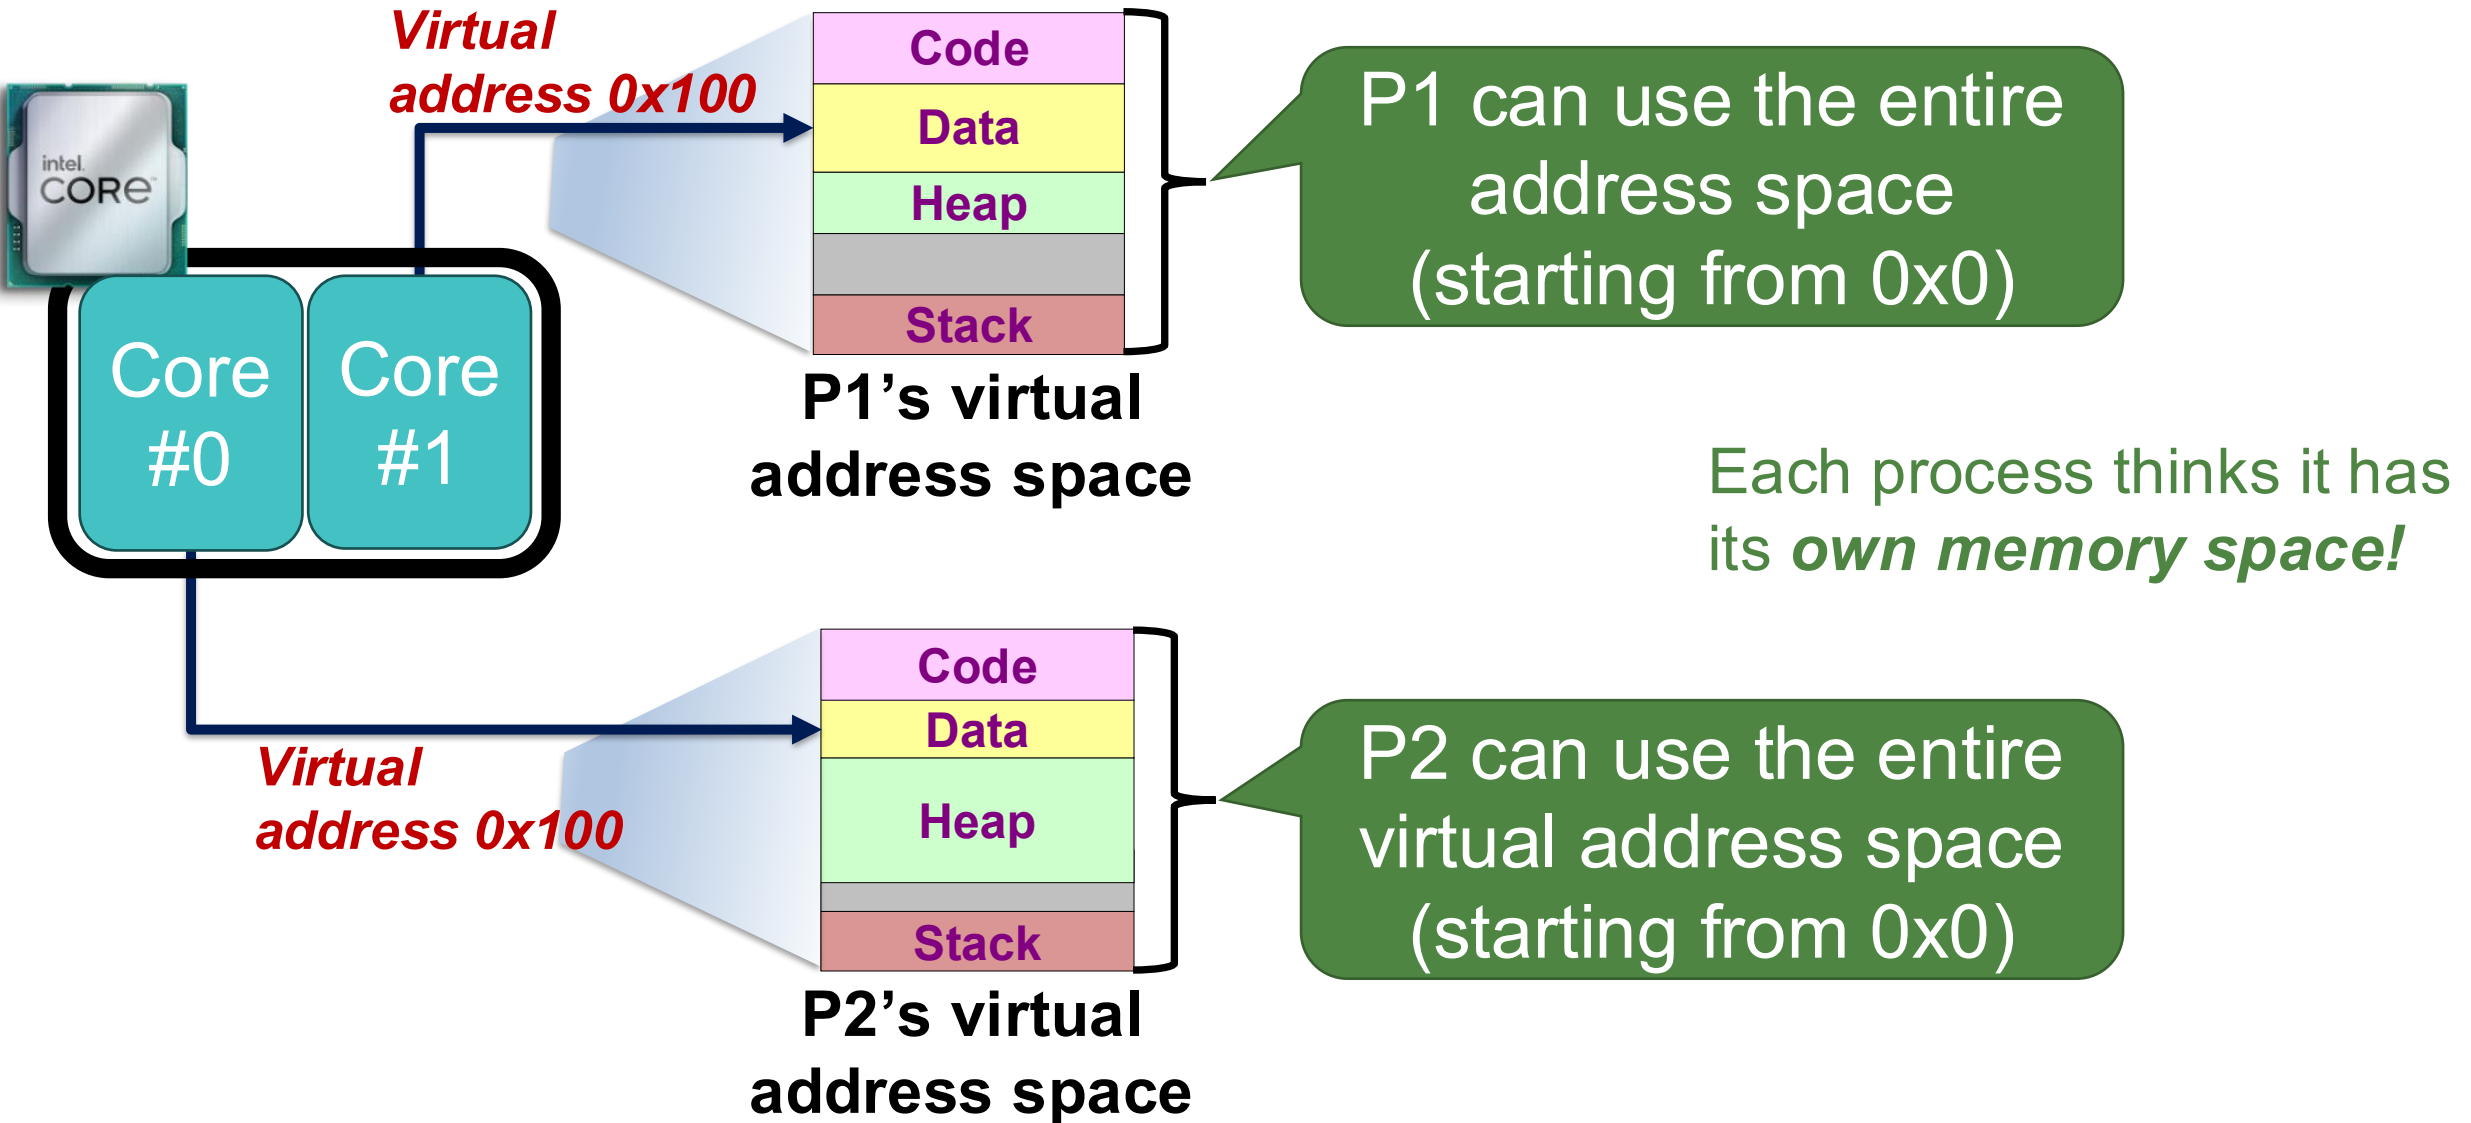 Virtual
address 0x100
intel.
CORE
Core
#0
Core
#1
Code
Data
Heap
Stack
P1’s virtual
address space
P1 can use the entire
address space
(starting from 0x0)
Each process thinks it has
its own memory space!
Virtual
address 0x100
Code
Data
Heap
Stack
P2’s virtual
address space
P2 can use the entire
virtual address space
(starting from 0x0)